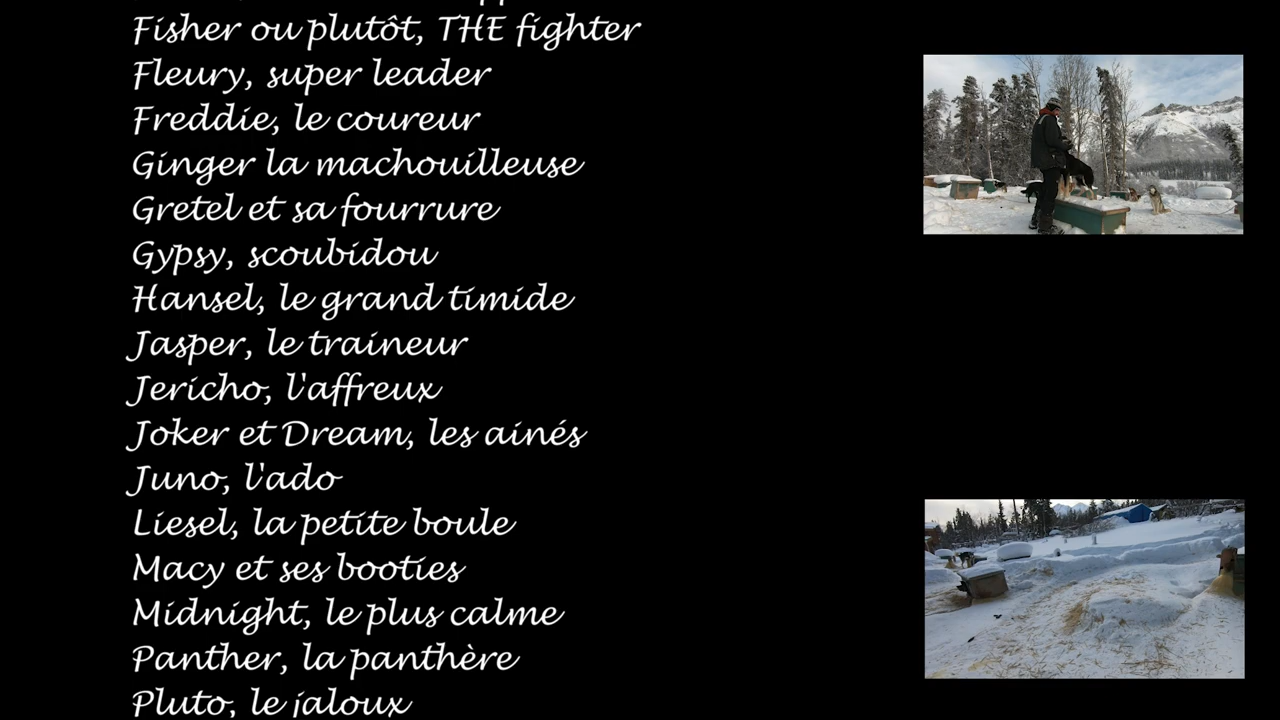 Fisher ou plutôt, THE fighter
Fleury, super leader
Freddie, le coureur
Ginger la machouilleuse
Gretel et sa fourrure
Gypsy, scoubidou
Hansel, le grand timide
Jasper, le traineur
Jericho, l'affreux
Joker et Dream, les ainés
Juno, l'ado
Liesel, la petite boule
Macy et ses booties
Midnight, le plus calme
Panther, la panthère
Pluto, le jaloux